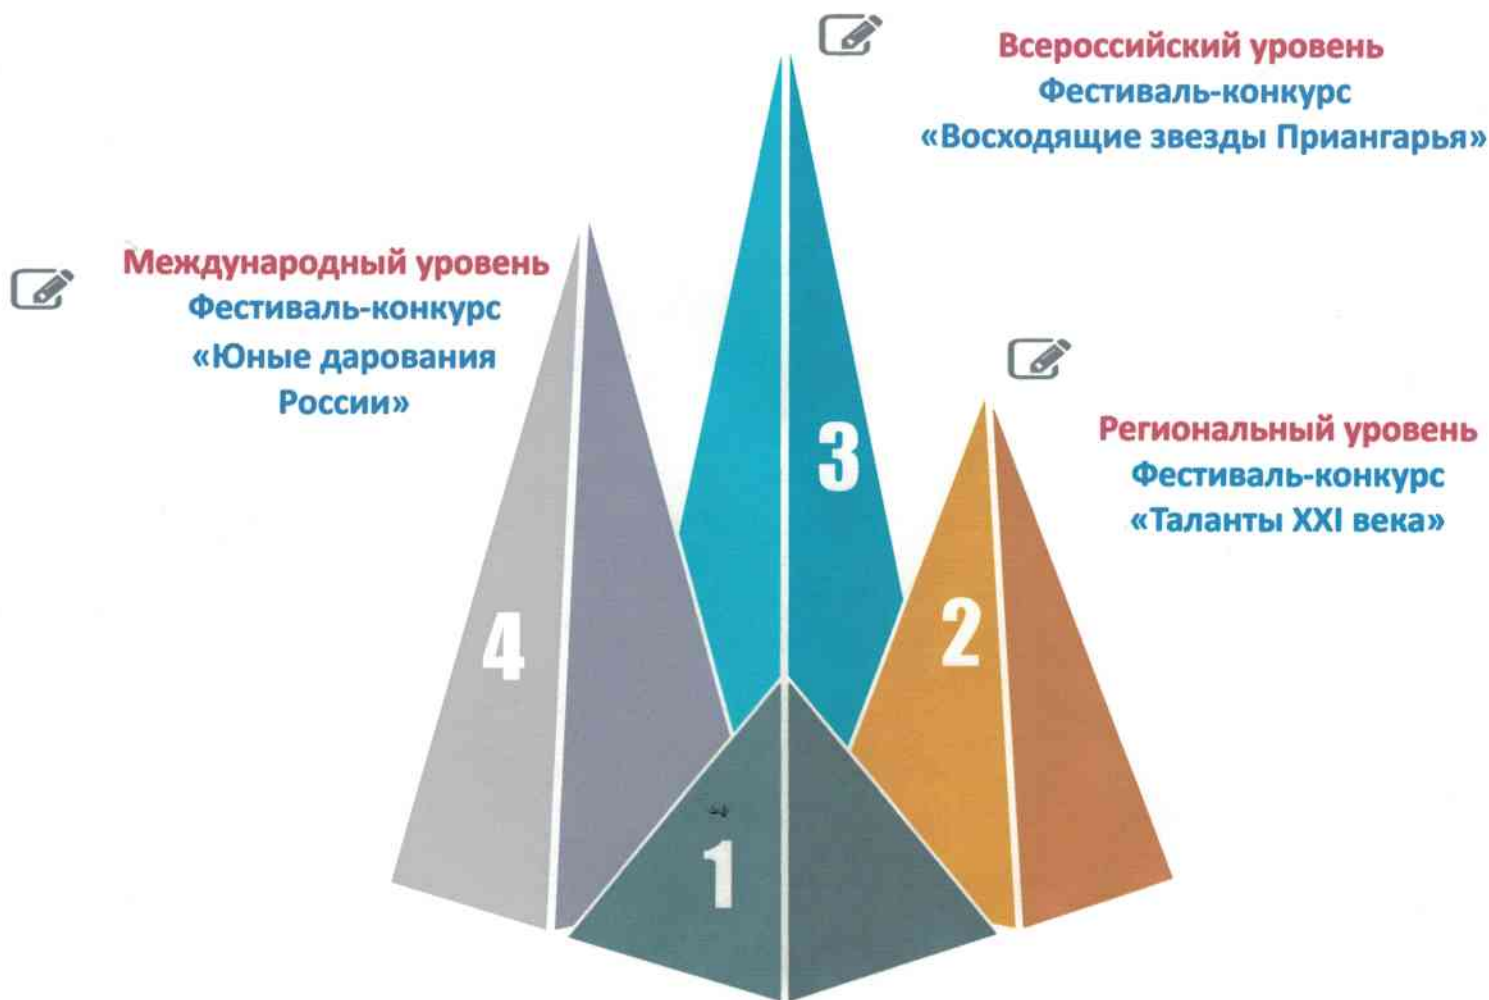 Всероссийский уровень
Фестиваль-конкурс
«Восходящие звезды Приангарья»
Международный уровень
Фестиваль-конкурс
«Юные дарования
России»
Региональный уровень
Фестиваль-конкурс
«Таланты XXI века»
3
4
2
1